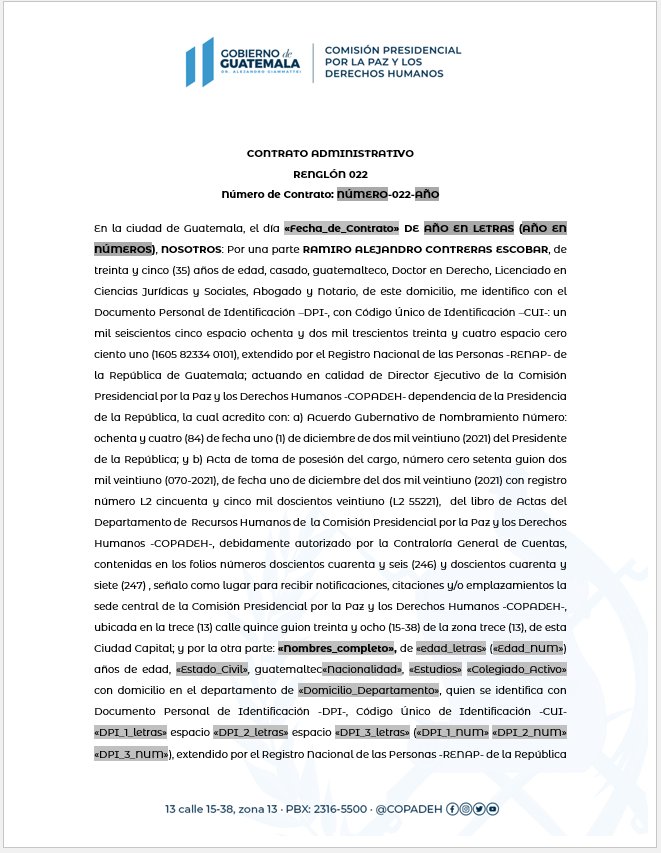 GOBIERNO de
GUATEMALA
DR. ALEJANDRO GIAMMATTEI
COMISIÓN PRESIDENCIAL
POR LA PAZ Y LOS
DERECHOS HUMANOS
CONTRATO ADMINISTRATIVO
RENGLÓN 022
Número de Contrato: NÚMERO-022-AÑO
En la ciudad de Guatemala, el día «Fecha_de_Contrato» DE AÑO EN LETRAS (AÑO EN
NÚMEROS), NOSOTROS: Por una parte RAMIRO ALEJANDRO CONTRERAS ESCOBAR, de
treinta y cinco (35) años de edad, casado, guatemalteco, Doctor en Derecho, Licenciado en
Ciencias Jurídicas y Sociales, Abogado y Notario, de este domicilio, me identifico con el
Documento Personal de Identificación –DPI-, con Código Único de Identificación –CUI-: un
mil seiscientos cinco espacio ochenta y dos mil trescientos treinta y cuatro espacio cero
ciento uno (1605 82334 0101), extendido por el Registro Nacional de las Personas -RENAP- de
la República de Guatemala; actuando en calidad de Director Ejecutivo de la Comisión
Presidencial por la Paz y los Derechos Humanos -COPADEH- dependencia de la Presidencia
de la República, la cual acredito con: a) Acuerdo Gubernativo de Nombramiento Número:
ochenta y cuatro (84) de fecha uno (1) de diciembre de dos mil veintiuno (2021) del Presidente
de la República; y b) Acta de toma de posesión del cargo, número cero setenta guion dos
mil veintiuno (070-2021), de fecha uno de diciembre del dos mil veintiuno (2021) con registro
número L2 cincuenta y cinco mil doscientos veintiuno (L2 55221), del libro de Actas del
Departamento de Recursos Humanos de la Comisión Presidencial por la Paz y los Derechos
Humanos -COPADEH-, debidamente autorizado por la Contraloría General de Cuentas,
contenidas en los folios números doscientos cuarenta y seis (246) y doscientos cuarenta y
siete (247) , señalo como lugar para recibir notificaciones, citaciones y/o emplazamientos la
sede central de la Comisión Presidencial por la Paz y los Derechos Humanos -COPADEH-,
ubicada en la trece (13) calle quince guion treinta y ocho (15-38) de la zona trece (13), de esta
Ciudad Capital; y por la otra parte: «Nombres_completo», de «edad_letras» («Edad_NUM»)
años de edad, «Estado_Civil», guatemaltec«Nacionalidad», «Estudios» «Colegiado_Activo»
con domicilio en el departamento de «Domicilio_Departamento», quien se identifica con
Documento Personal de Identificación -DPI-, Código Único de Identificación -CUI-
«DPI_1_letras» espacio «DPI_2_letras» espacio «DPI_3_letras» («DPI_1_NUM» «DPI_2_NUM»
«DPI_3_NUM»), extendido por el Registro Nacional de las Personas -RENAP- de la República
13 calle 15-38, zona 13 · PBX: 2316-5500 · @COPADEH